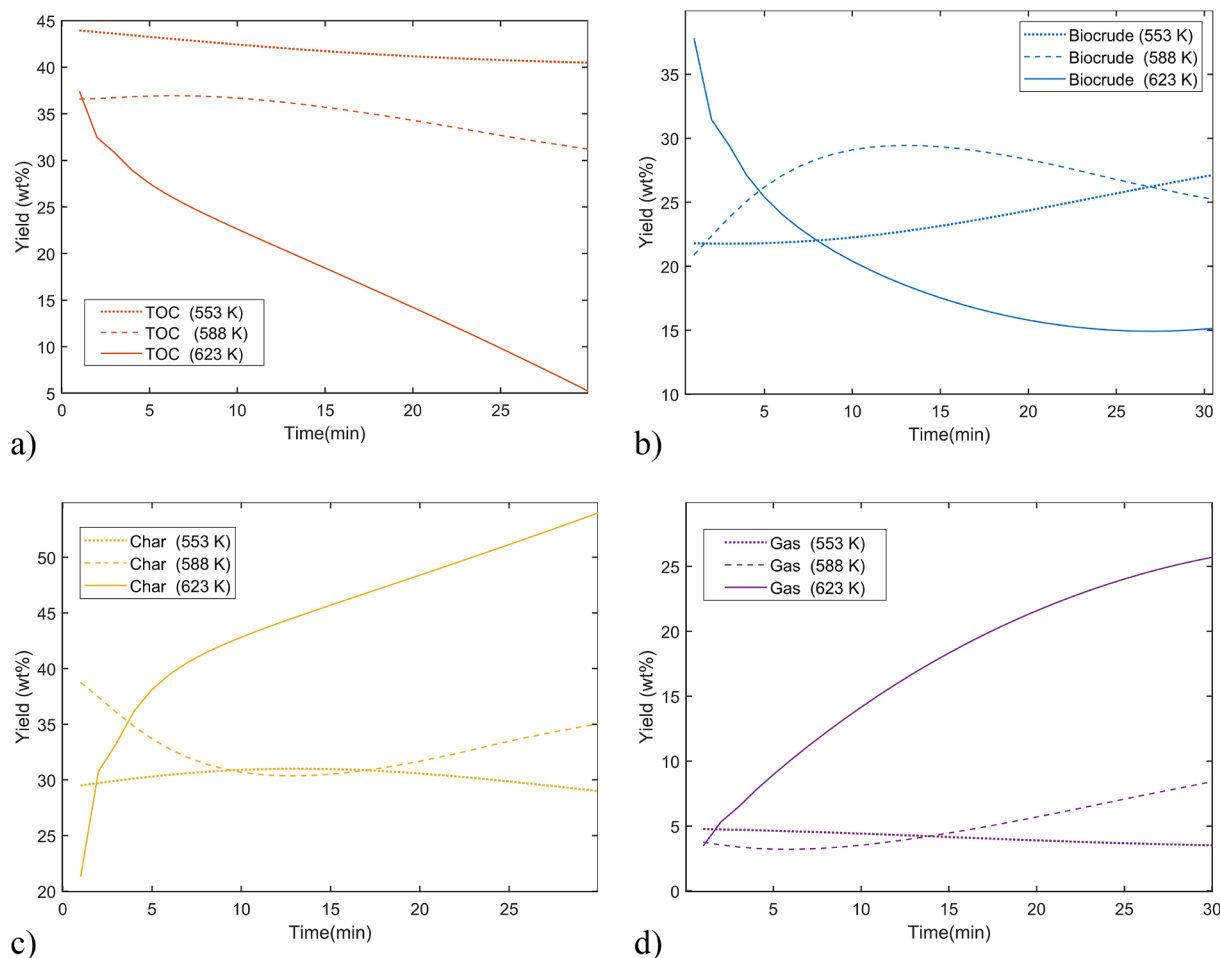 45
40
35
30
25
20
15
10
5
Yield (wt%)
TOC (553 K)
TOC (588 K)
TOC (623 K)
0 5 10 15 20 25
Time(min)
a)
35
30
25
20
15
10
Yield (wt%)
Biocrude (553 K)
Biocrude (588 K)
Biocrude (623 K)
5 10 15 20 25 30
Time(min)
b)
50
45
40
35
30
25
20
Yield (wt%)
Char (553 K)
Char (588 K)
Char (623 K)
0 5 10 15 20 25
Time(min)
c)
25
20
15
10
5
0
Yield (wt%)
Gas (553 K)
Gas (588 K)
Gas (623 K)
5 10 15 20 25 30
Time(min)
d)